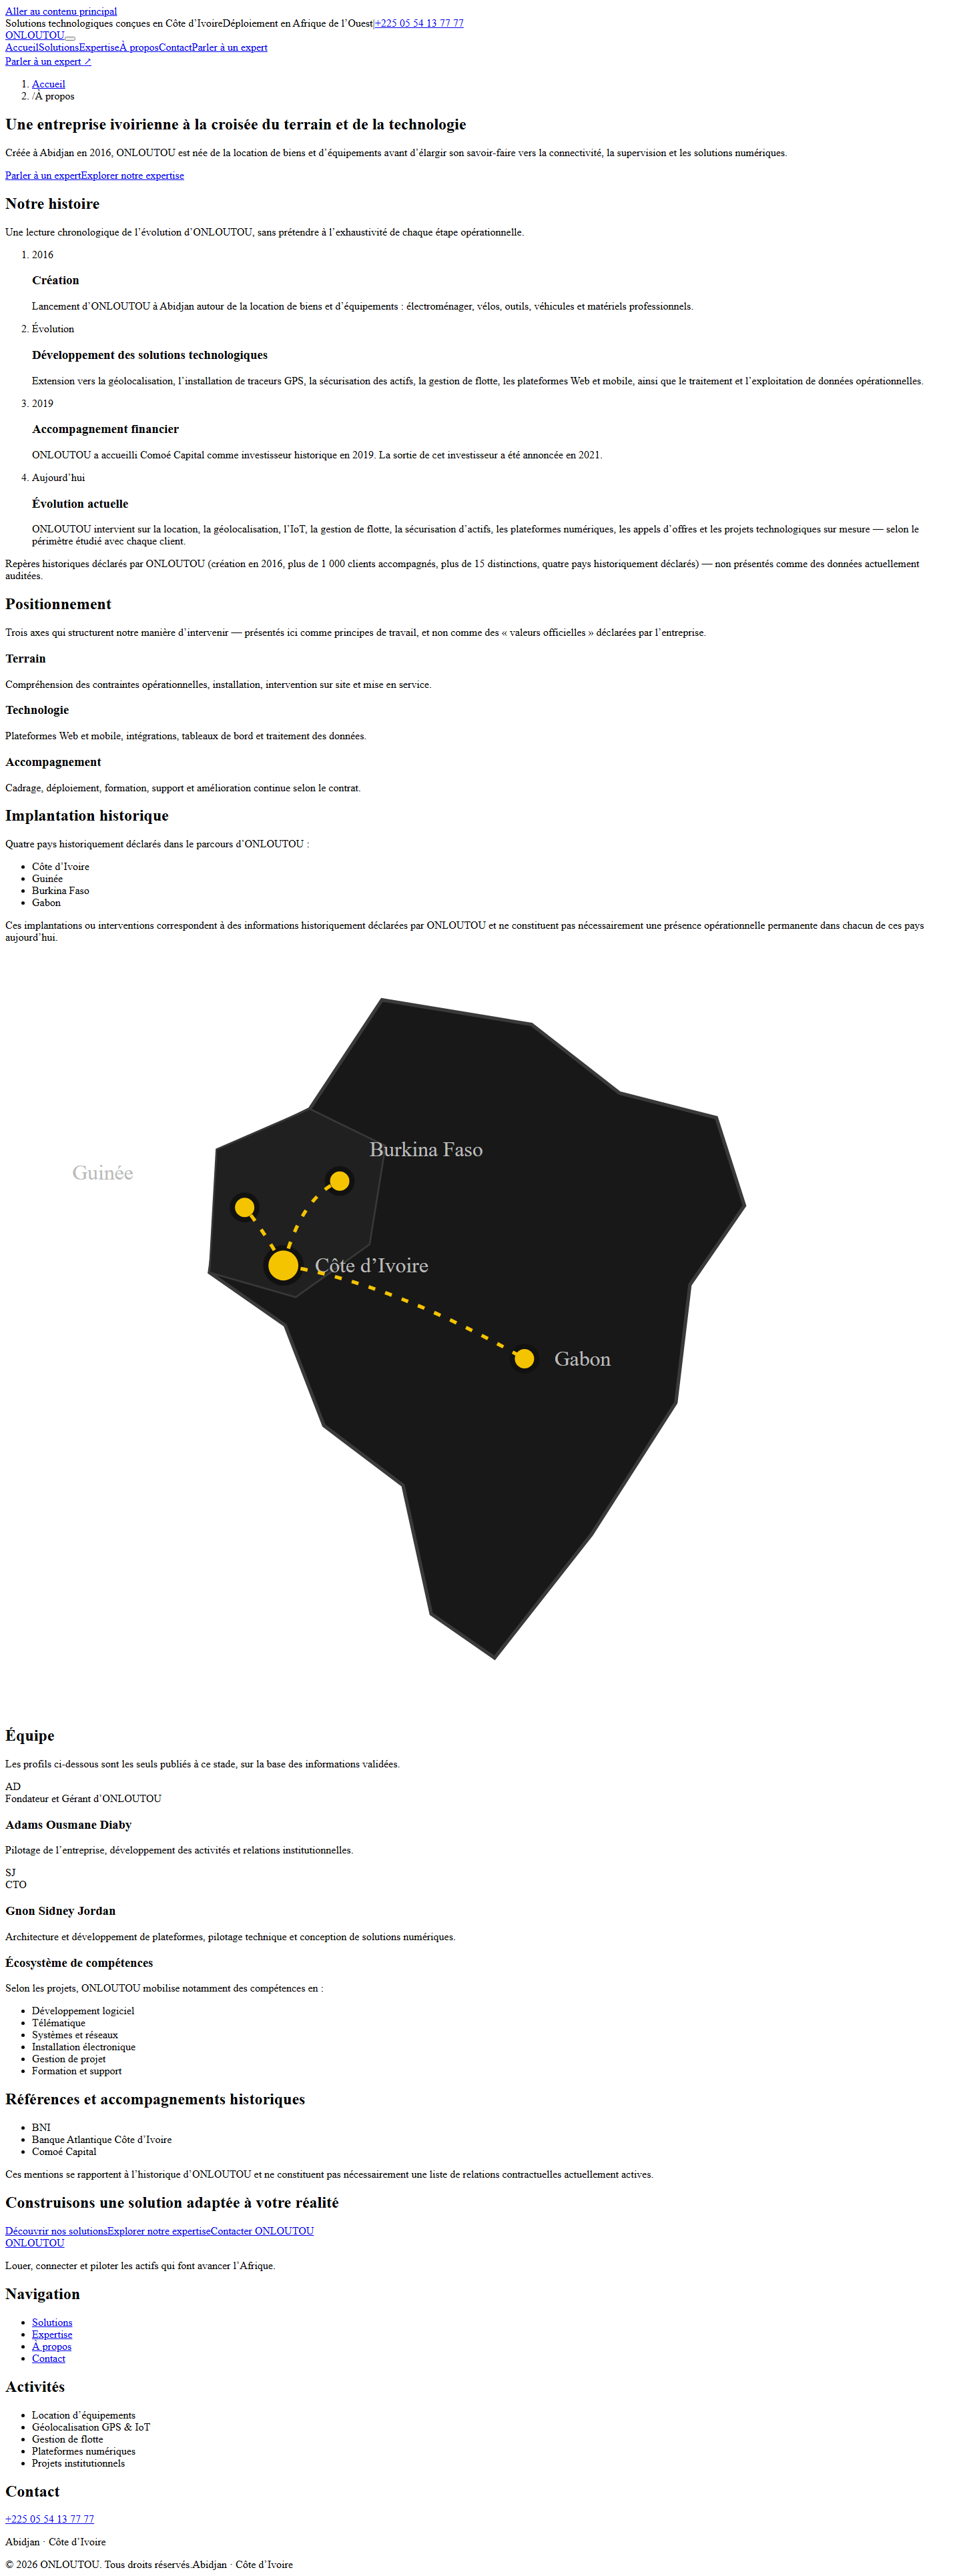 Aller au contenu principal
Solutions technologiques conçues en Côte d’IvoireDéploiement en Afrique de l’Ouest|+225 05 54 13 77 77
ONLOUTOU
AccueilSolutionsExpertiseÀ proposContactParler à un expert
Parler à un expert ↗
1. Accueil
2. /À propos
Une entreprise ivoirienne à la croisée du terrain et de la technologie
Créée à Abidjan en 2016, ONLOUTOU est née de la location de biens et d’équipements avant d’élargir son savoir-faire vers la connectivité, la supervision et les solutions numériques.
Parler à un expertExplorer notre expertise
Notre histoire
Une lecture chronologique de l’évolution d’ONLOUTOU, sans prétendre à l’exhaustivité de chaque étape opérationnelle.
1. 2016
Création
Lancement d’ONLOUTOU à Abidjan autour de la location de biens et d’équipements : électroménager, vélos, outils, véhicules et matériels professionnels.
2. Évolution
Développement des solutions technologiques
Extension vers la géolocalisation, l’installation de traceurs GPS, la sécurisation des actifs, la gestion de flotte, les plateformes Web et mobile, ainsi que le traitement et l’exploitation de données opérationnelles.
3. 2019
Accompagnement financier
ONLOUTOU a accueilli Comoé Capital comme investisseur historique en 2019. La sortie de cet investisseur a été annoncée en 2021.
4. Aujourd’hui
Évolution actuelle
ONLOUTOU intervient sur la location, la géolocalisation, l’IoT, la gestion de flotte, la sécurisation d’actifs, les plateformes numériques, les appels d’offres et les projets technologiques sur mesure — selon le
périmètre étudié avec chaque client.
Repères historiques déclarés par ONLOUTOU (création en 2016, plus de 1 000 clients accompagnés, plus de 15 distinctions, quatre pays historiquement déclarés) — non présentés comme des données actuellement
auditées.
Positionnement
Trois axes qui structurent notre manière d’intervenir — présentés ici comme principes de travail, et non comme des « valeurs officielles » déclarées par l’entreprise.
Terrain
Compréhension des contraintes opérationnelles, installation, intervention sur site et mise en service.
Technologie
Plateformes Web et mobile, intégrations, tableaux de bord et traitement des données.
Accompagnement
Cadrage, déploiement, formation, support et amélioration continue selon le contrat.
Implantation historique
Quatre pays historiquement déclarés dans le parcours d’ONLOUTOU :
Côte d’Ivoire
Guinée
Burkina Faso
Gabon
Ces implantations ou interventions correspondent à des informations historiquement déclarées par ONLOUTOU et ne constituent pas nécessairement une présence opérationnelle permanente dans chacun de ces pays
aujourd’hui.
Burkina Faso
Guinée
Côte d’Ivoire
Gabon
Équipe
Les profils ci-dessous sont les seuls publiés à ce stade, sur la base des informations validées.
AD
Fondateur et Gérant d’ONLOUTOU
Adams Ousmane Diaby
Pilotage de l’entreprise, développement des activités et relations institutionnelles.
SJ
CTO
Gnon Sidney Jordan
Architecture et développement de plateformes, pilotage technique et conception de solutions numériques.
Écosystème de compétences
Selon les projets, ONLOUTOU mobilise notamment des compétences en :
Développement logiciel
Télématique
Systèmes et réseaux
Installation électronique
Gestion de projet
Formation et support
Références et accompagnements historiques
BNI
Banque Atlantique Côte d’Ivoire
Comoé Capital
Ces mentions se rapportent à l’historique d’ONLOUTOU et ne constituent pas nécessairement une liste de relations contractuelles actuellement actives.
Construisons une solution adaptée à votre réalité
Découvrir nos solutionsExplorer notre expertiseContacter ONLOUTOU
ONLOUTOU
Louer, connecter et piloter les actifs qui font avancer l’Afrique.
Navigation
Solutions
Expertise
À propos
Contact
Activités
Location d’équipements
Géolocalisation GPS & IoT
Gestion de flotte
Plateformes numériques
Projets institutionnels
Contact
+225 05 54 13 77 77
Abidjan · Côte d’Ivoire
© 2026 ONLOUTOU. Tous droits réservés.Abidjan · Côte d’Ivoire